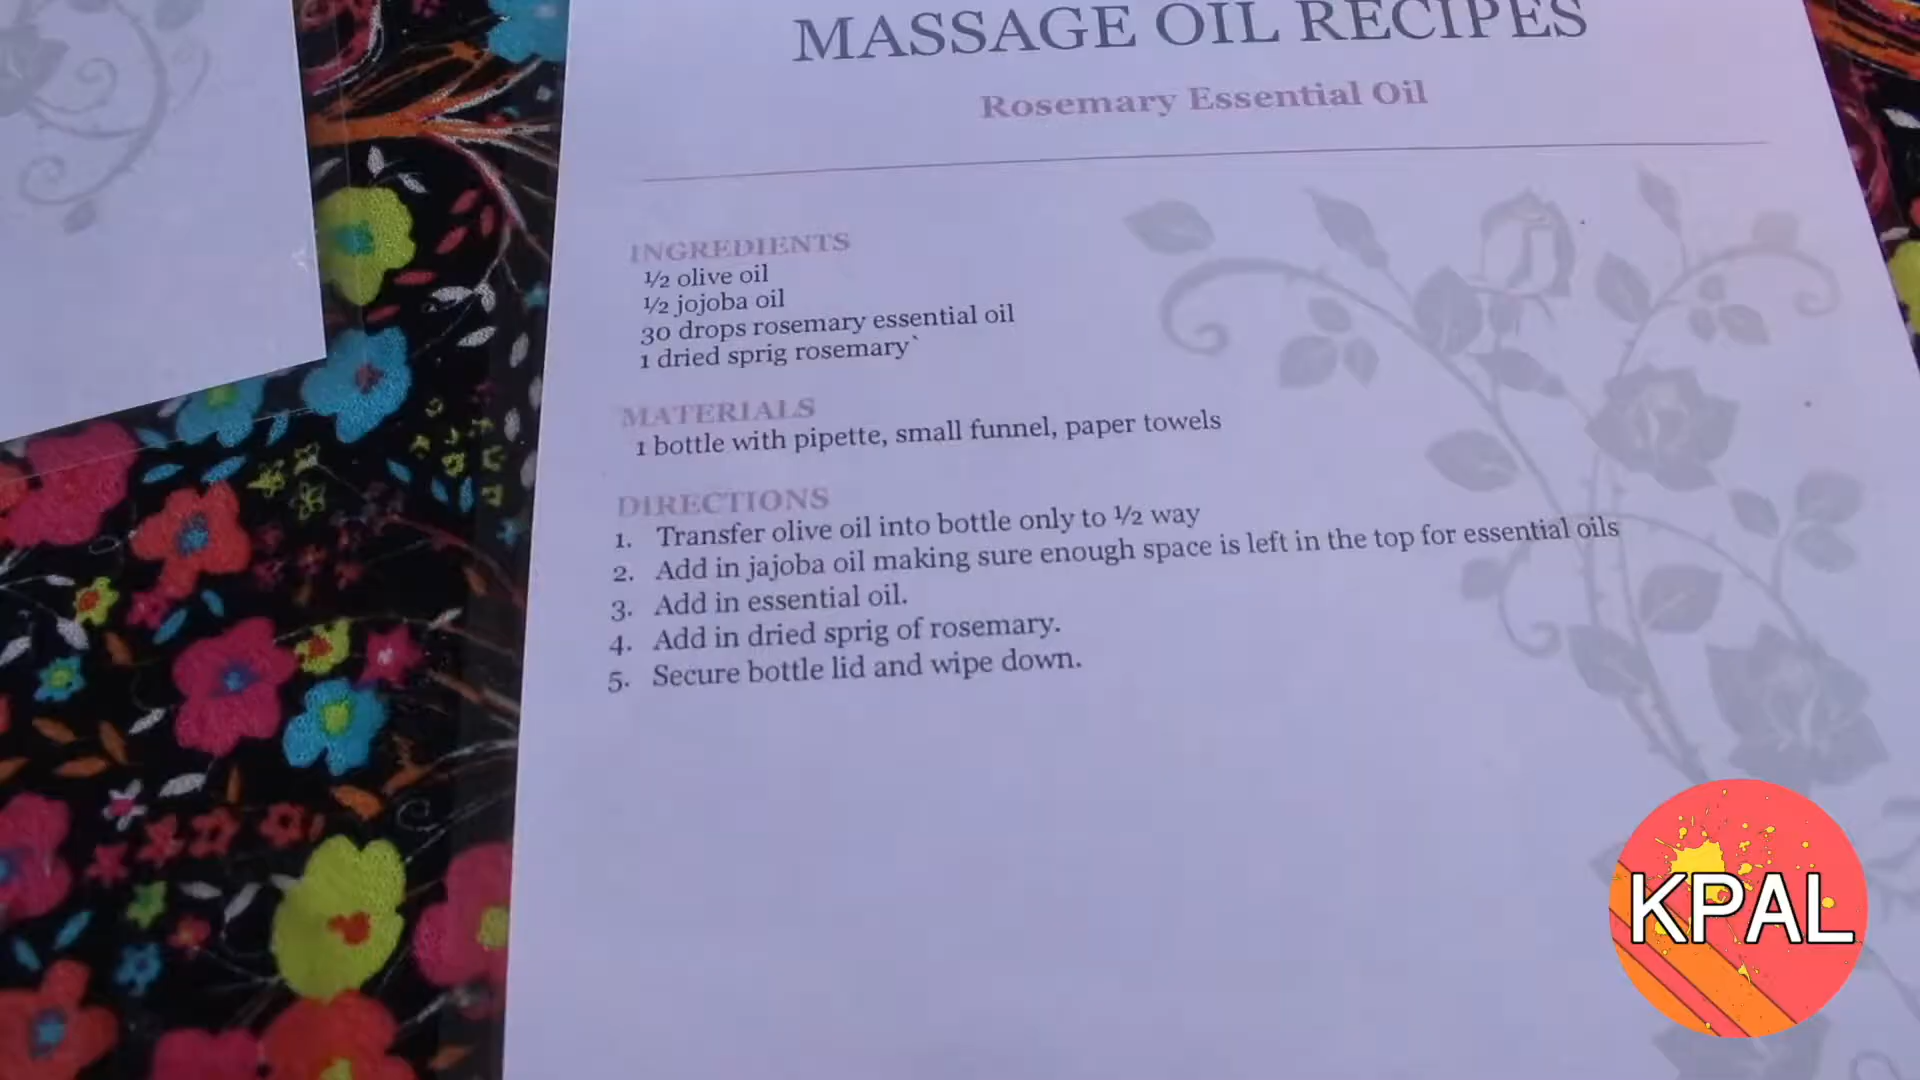 MASSAGE OIL RECIPES
Rosemary Essential Oil
INGREDIENTS
½ olive oil
½ jojoba oil
30 drops rosemary essential oil
1 dried sprig rosemary`
MATERIALS
1 bottle with pipette, small funnel, paper towels
DIRECTIONS
1. Transfer olive oil into bottle only to ½ way
2. Add in jajoba oil making sure enough space is left in the top for essential oils
3. Add in essential oil.
4. Add in dried sprig of rosemary.
5. Secure bottle lid and wipe down.
KPAL